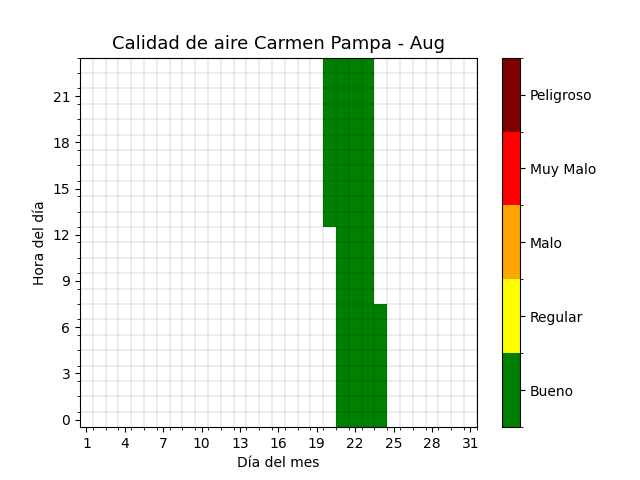 Calidad de aire Carmen Pampa - Aug
Hora del día
21
18
15
12
9
6
3
0
1 4 7 10 13 16 19 22 25 28 31
Día del mes
Peligroso
Muy Malo
Malo
Regular
Bueno